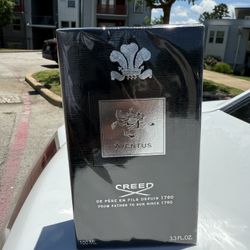 AVENTUS
CREED
DE PÈRE EN FILS DEPUIS 1760
FROM FATHER TO SON SINCE 1760
3.3 FL.OZ.